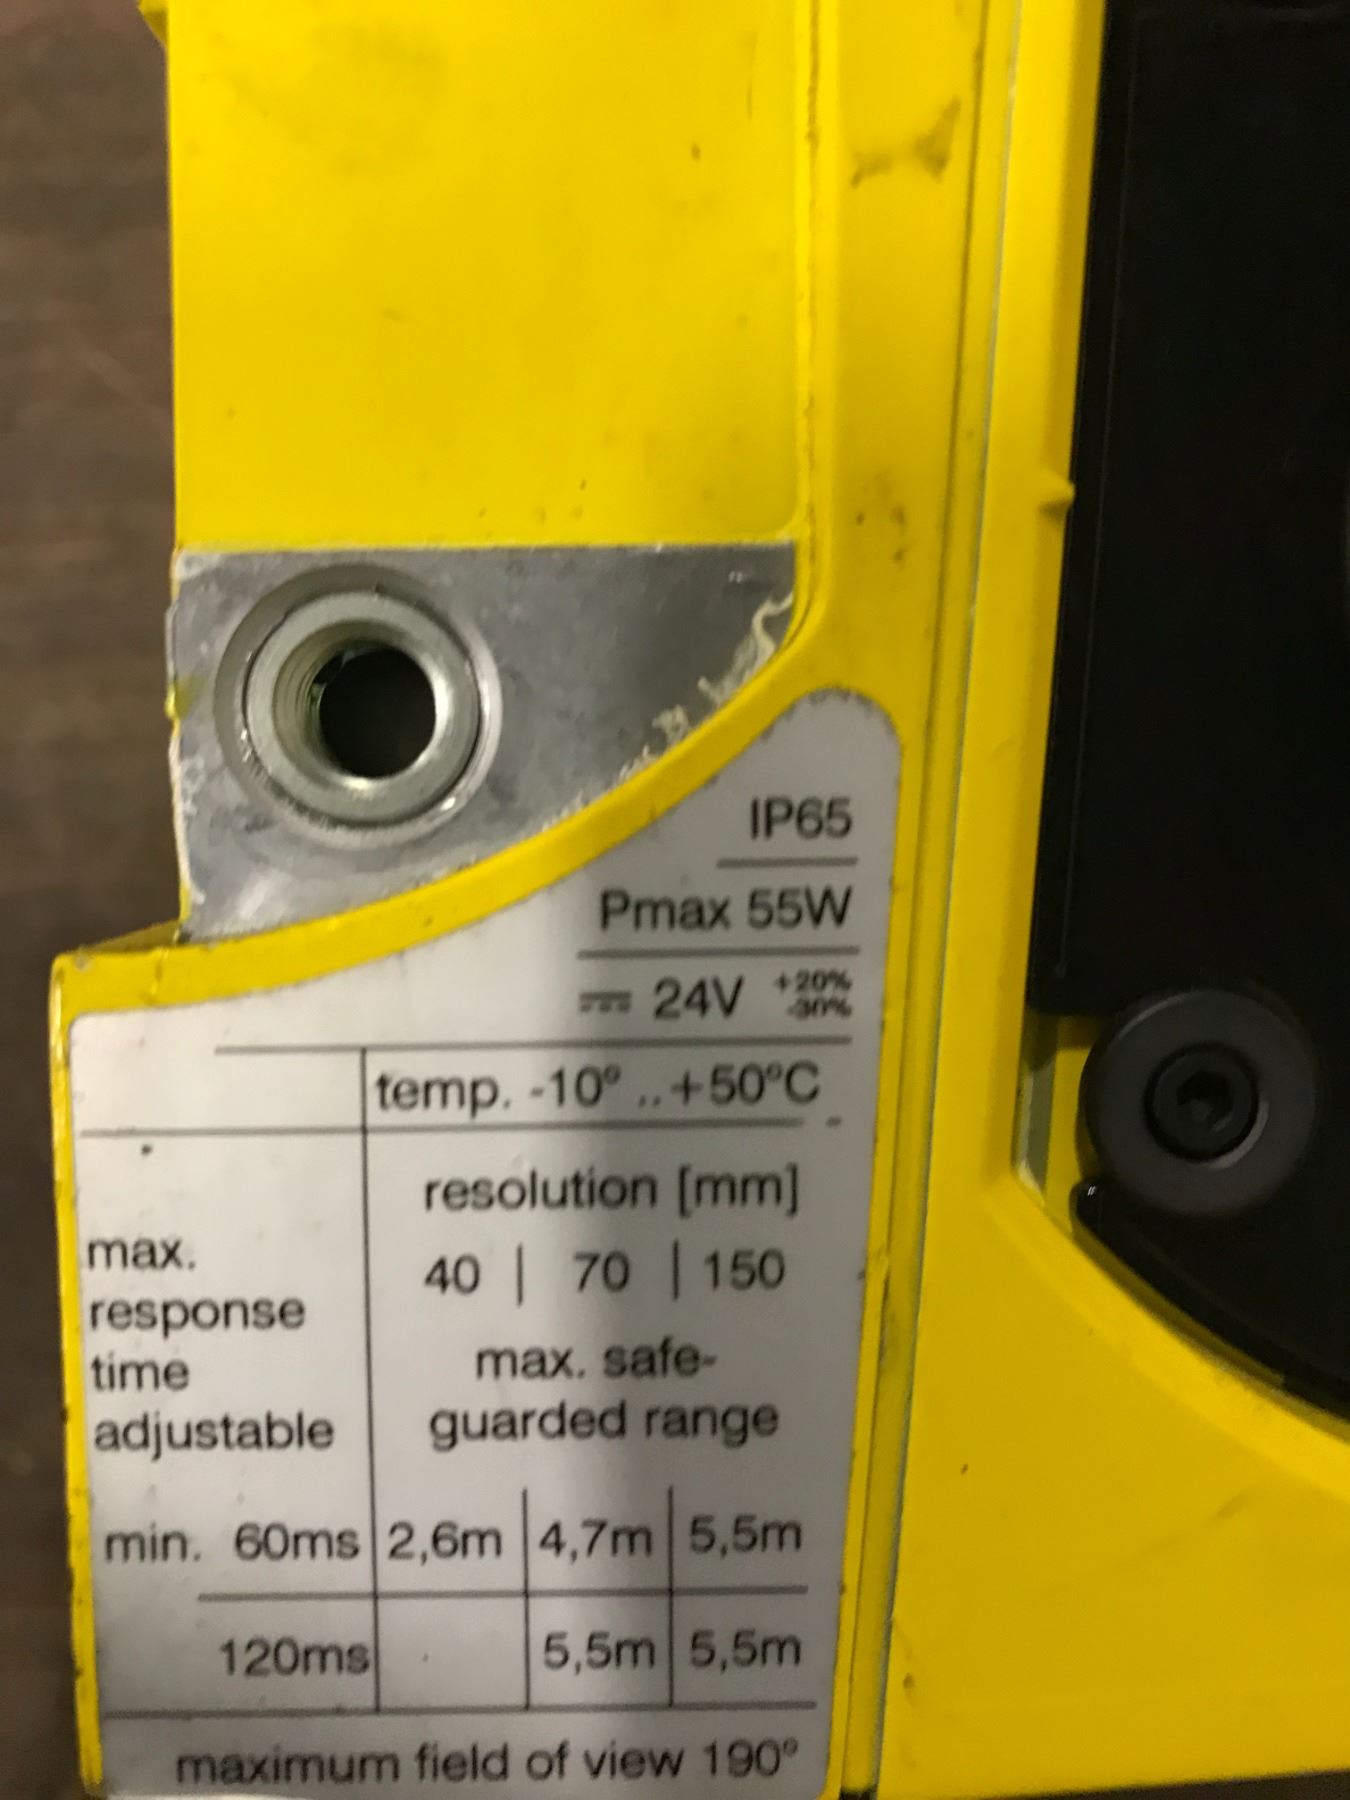 IP65
Pmax 55W
24V +20%
-30%
temp. -10° .. +50°C
resolution [mm]
40 | 70 | 150
max.
response
time
adjustable
max. safe-
guarded range
min. 60ms 2,6m 4,7m 5,5m
120ms 5,5m 5,5m
maximum field of view 190°